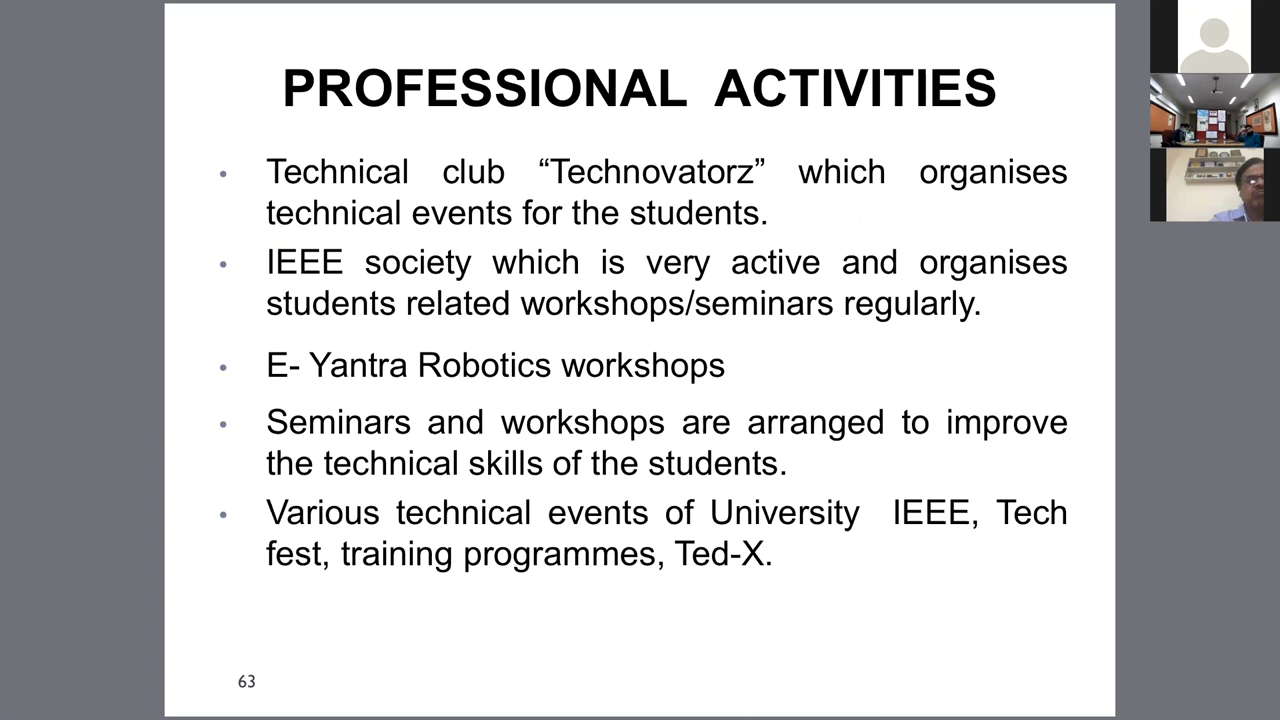 PROFESSIONAL ACTIVITIES
• Technical club “Technovatorz” which organises
technical events for the students.
• IEEE society which is very active and organises
students related workshops/seminars regularly.
• E- Yantra Robotics workshops
• Seminars and workshops are arranged to improve
the technical skills of the students.
• Various technical events of University IEEE, Tech
fest, training programmes, Ted-X.
63